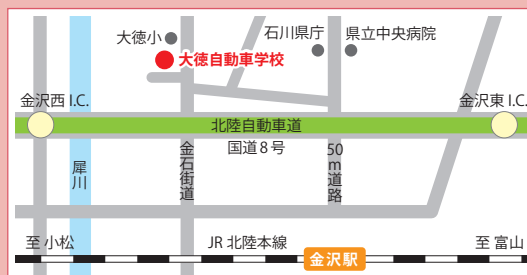 大徳小
石川県庁
県立中央病院
大徳自動車学校
金沢西 I.C.
金沢東 I.C.
北陸自動車道
国道8号
犀川
金石街道
50m道路
至 小松
JR 北陸本線
至 富山
金沢駅